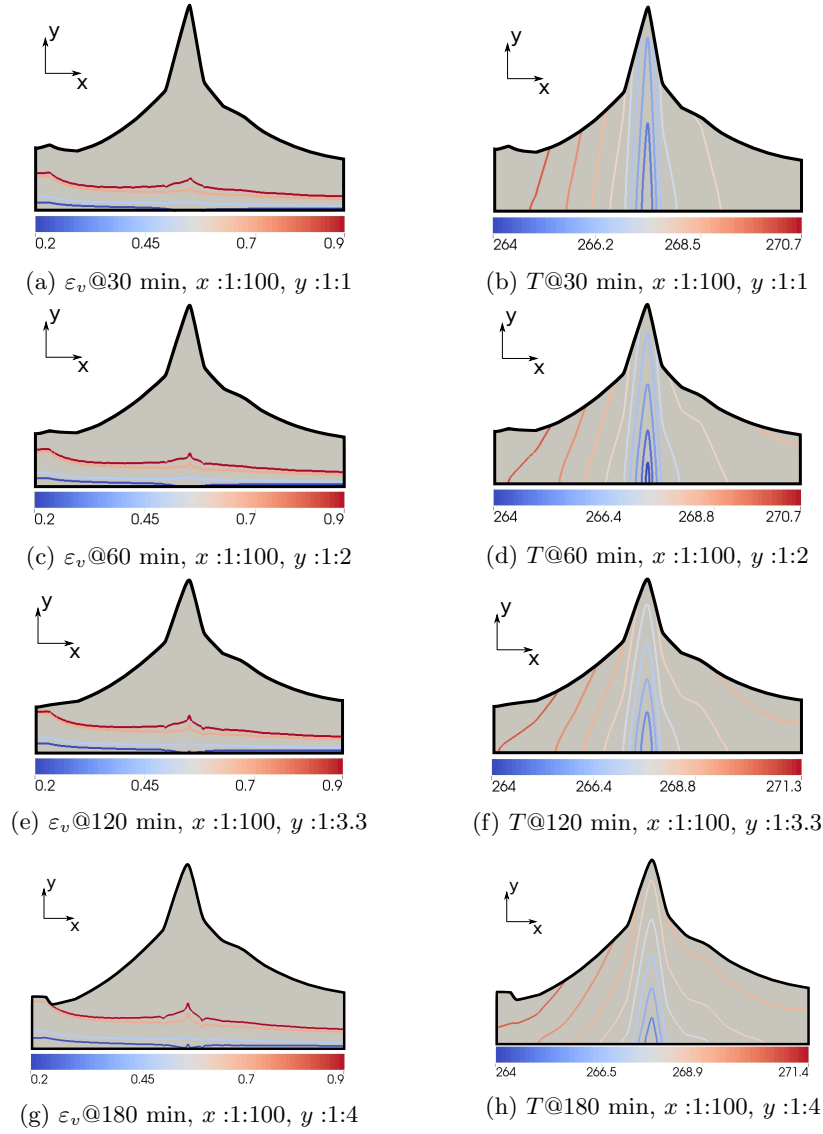 y
x
0.2 0.45 0.7 0.9
(a) εᵥ@30 min, x :1:100, y :1:1
y
x
264 266.2 268.5 270.7
(b) T@30 min, x :1:100, y :1:1
y
x
0.2 0.45 0.7 0.9
(c) εᵥ@60 min, x :1:100, y :1:2
y
x
264 266.4 268.8 270.7
(d) T@60 min, x :1:100, y :1:2
y
x
0.2 0.45 0.7 0.9
(e) εᵥ@120 min, x :1:100, y :1:3.3
y
x
264 266.4 268.8 271.3
(f) T@120 min, x :1:100, y :1:3.3
y
x
0.2 0.45 0.7 0.9
(g) εᵥ@180 min, x :1:100, y :1:4
y
x
264 266.5 268.9 271.4
(h) T@180 min, x :1:100, y :1:4